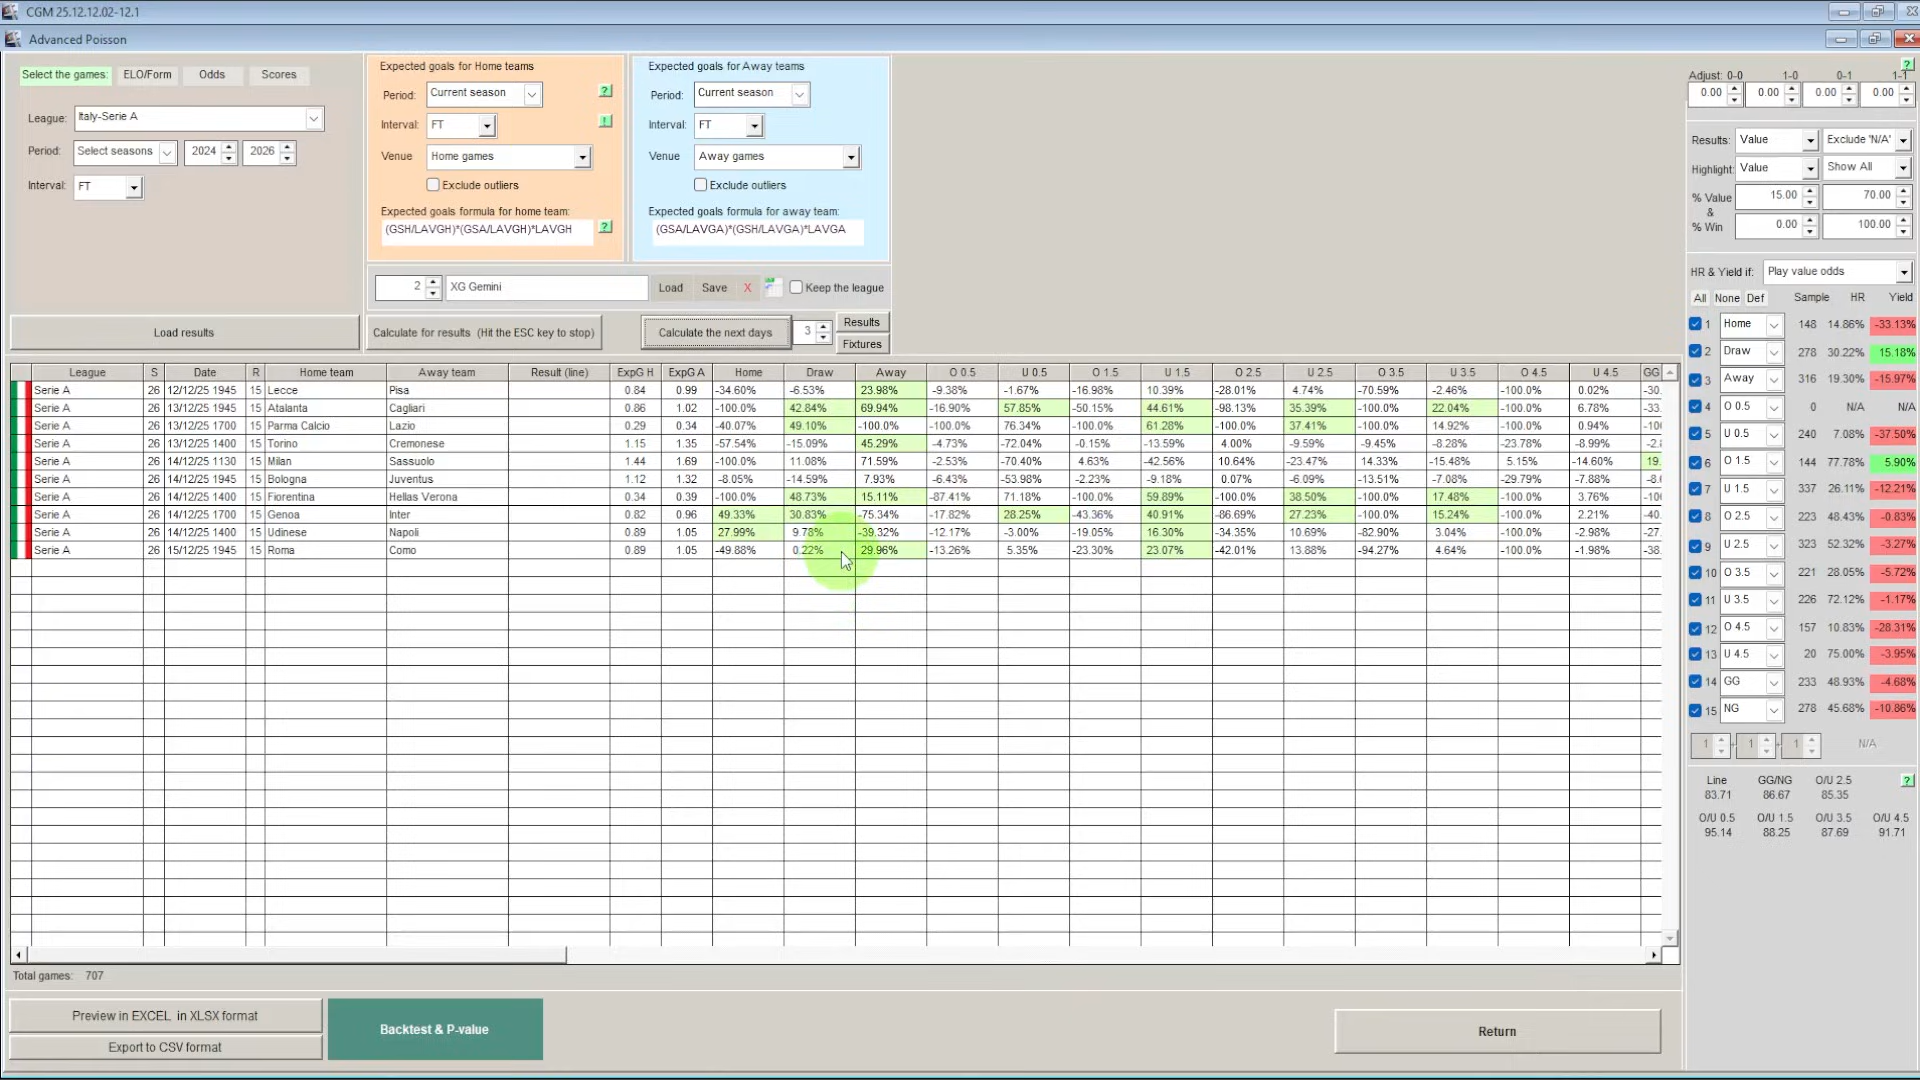 CGM 25.12.12.02-12.1
Advanced Poisson
Select the games: ELO/Form Odds Scores
League: Italy-Serie A
Period: Select seasons 2024 2026
Interval: FT
Load results
Expected goals for Home teams
Period: Current season ?
Interval: FT !
Venue Home games
Exclude outliers
Expected goals formula for home team:
(GSH/LAVGH)*(GSA/LAVGH)*LAVGH ?
Expected goals for Away teams
Period: Current season
Interval: FT
Venue Away games
Exclude outliers
Expected goals formula for away team:
(GSA/LAVGA)*(GSH/LAVGA)*LAVGA
2 XG Gemini Load Save X Keep the league
Calculate for results (Hit the ESC key to stop) Calculate the next days 3 Results
Fixtures
League S Date R Home team Away team Result (line) ExpG H ExpG A Home Draw Away O 0.5 U 0.5 O 1.5 U 1.5 O 2.5 U 2.5 O 3.5 U 3.5 O 4.5 U 4.5 GG
Serie A 26 12/12/25 1945 15 Lecce Pisa 0.84 0.99 -34.60% -6.53% 23.98% -9.38% -1.67% -16.98% 10.39% -28.01% 4.74% -70.59% -2.46% -100.0% 0.02% -30.
Serie A 26 13/12/25 1945 15 Atalanta Cagliari 0.86 1.02 -100.0% 42.84% 69.94% -16.90% 57.85% -50.15% 44.61% -98.13% 35.39% -100.0% 22.04% -100.0% 6.78% -33.
Serie A 26 13/12/25 1700 15 Parma Calcio Lazio 0.29 0.34 -40.07% 49.10% -100.0% -100.0% 76.34% -100.0% 61.28% -100.0% 37.41% -100.0% 14.92% -100.0% 0.94% -100
Serie A 26 13/12/25 1400 15 Torino Cremonese 1.15 1.35 -57.54% -15.09% 45.29% -4.73% -72.04% -0.15% -13.59% 4.00% -9.59% -9.45% -8.28% -23.78% -8.99% -2.
Serie A 26 14/12/25 1130 15 Milan Sassuolo 1.44 1.69 -100.0% 11.08% 71.59% -2.53% -70.40% 4.63% -42.56% 10.64% -23.47% 14.33% -15.48% 5.15% -14.60% 19.
Serie A 26 14/12/25 1945 15 Bologna Juventus 1.12 1.32 -8.05% -14.59% 7.93% -6.43% -53.98% -2.23% -9.18% 0.07% -6.09% -13.51% -7.08% -29.79% -7.88% -8.
Serie A 26 14/12/25 1400 15 Fiorentina Hellas Verona 0.34 0.39 -100.0% 48.73% 15.11% -87.41% 71.18% -100.0% 59.89% -100.0% 38.50% -100.0% 17.48% -100.0% 3.76% -100
Serie A 26 14/12/25 1700 15 Genoa Inter 0.82 0.96 49.33% 30.83% -75.34% -17.82% 28.25% -43.36% 40.91% -86.69% 27.23% -100.0% 15.24% -100.0% 2.21% -40.
Serie A 26 14/12/25 1400 15 Udinese Napoli 0.89 1.05 27.99% 9.78% -39.32% -12.17% -3.00% -19.05% 16.30% -34.35% 10.69% -82.90% 3.04% -100.0% -2.98% -27.
Serie A 26 15/12/25 1945 15 Roma Como 0.89 1.05 -49.88% 0.22% 29.96% -13.26% 5.35% -23.30% 23.07% -42.01% 13.88% -94.27% 4.64% -100.0% -1.98% -38.
Total games: 707
Preview in EXCEL in XLSX format
Export to CSV format
Backtest & P-value
Return
?
Adjust: 0-0 1-0 0-1 1-1
0.00 0.00 0.00 0.00
Results: Value Exclude 'N/A'
Highlight: Value Show All
% Value 15.00 70.00
&
% Win 0.00 100.00
HR & Yield if: Play value odds
All None Def Sample HR Yield
1 Home 148 14.86% -33.13%
2 Draw 278 30.22% 15.18%
3 Away 316 19.30% -15.97%
4 O 0.5 0 N/A N/A
5 U 0.5 240 7.08% -37.50%
6 O 1.5 144 77.78% 5.90%
7 U 1.5 337 26.11% -12.21%
8 O 2.5 223 48.43% -0.83%
9 U 2.5 323 52.32% -3.27%
10 O 3.5 221 28.05% -5.72%
11 U 3.5 226 72.12% -1.17%
12 O 4.5 157 10.83% -28.31%
13 U 4.5 20 75.00% -3.95%
14 GG 233 48.93% -4.68%
15 NG 278 45.68% -10.86%
1 + 1 + 1 N/A
Line GG/NG O/U 2.5 ?
83.71 86.67 85.35
O/U 0.5 O/U 1.5 O/U 3.5 O/U 4.5
95.14 88.25 87.69 91.71